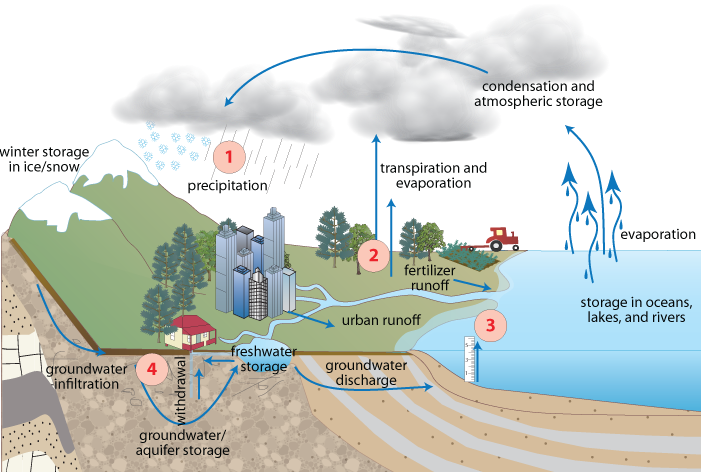 condensation and
atmospheric storage
winter storage
in ice/snow
1
precipitation
transpiration and
evaporation
evaporation
2
fertilizer
runoff
storage in oceans,
lakes, and rivers
urban runoff
3
freshwater
storage
groundwater
infiltration
4
withdrawal
groundwater
discharge
groundwater/
aquifer storage